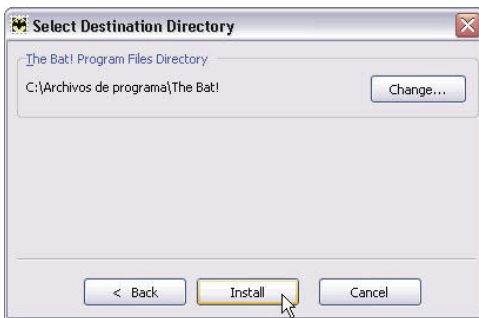 Select Destination Directory
The Bat! Program Files Directory
C:\Archivos de programa\The Bat!
Change...
< Back
Install
Cancel